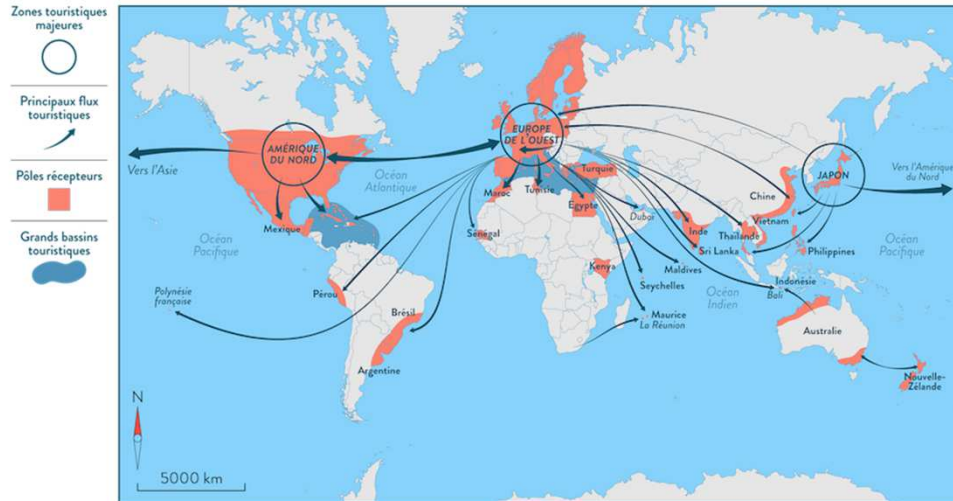 Zones touristiques
majeures
Principaux flux
touristiques
Pôles récepteurs
Grands bassins
touristiques
AMÉRIQUE
DU NORD
EUROPE
DE L'OUEST
JAPON
Vers l'Asie
Océan
Atlantique
Vers l'Amérique
du Nord
Turquie
Maroc
Tunisie
Egypte
Dubaï
Chine
Vietnam
Inde
Thaïlande
Mexique
Sénégal
Sri Lanka
Philippines
Océan
Pacifique
Océan
Pacifique
Kenya
Maldives
Seychelles
Indonésie
Bali
Océan
Indien
Polynésie
française
Pérou
Brésil
Maurice
La Réunion
Australie
Argentine
Nouvelle-
Zélande
N
5000 km